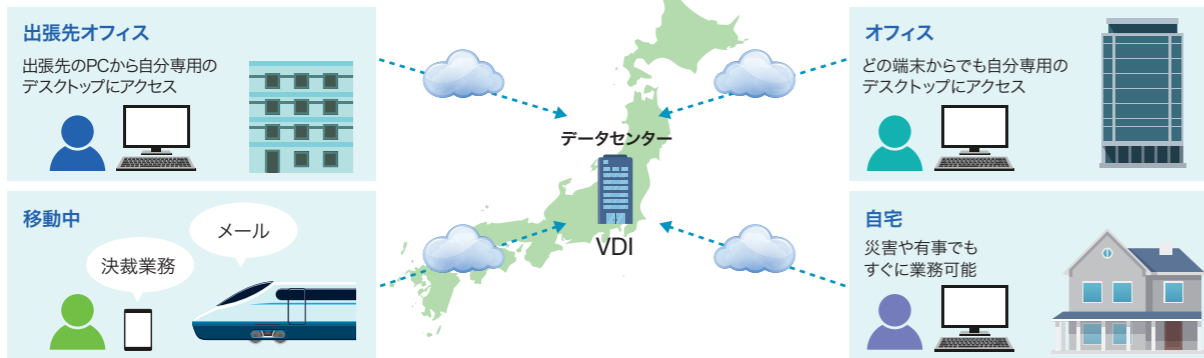 出張先オフィス
出張先のPCから自分専用の
デスクトップにアクセス
オフィス
どの端末からでも自分専用の
デスクトップにアクセス
データセンター
VDI
移動中
メール
決裁業務
自宅
災害や有事でも
すぐに業務可能